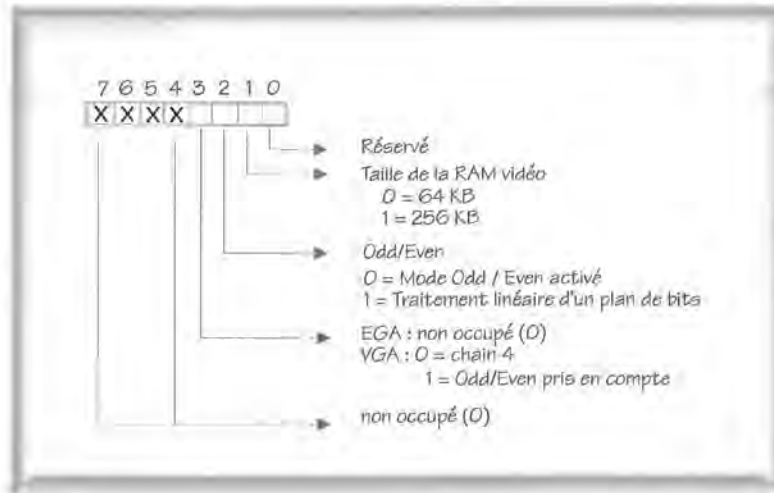 7 6 5 4 3 2 1 0
X X X X
Réservé
Taille de la RAM vidéo
0 = 64 KB
1 = 256 KB
Odd/Even
0 = Mode Odd / Even activé
1 = Traitement linéaire d'un plan de bits
EGA : non occupé (0)
VGA : 0 = chain 4
1 = Odd/Even pris en compte
non occupé (0)